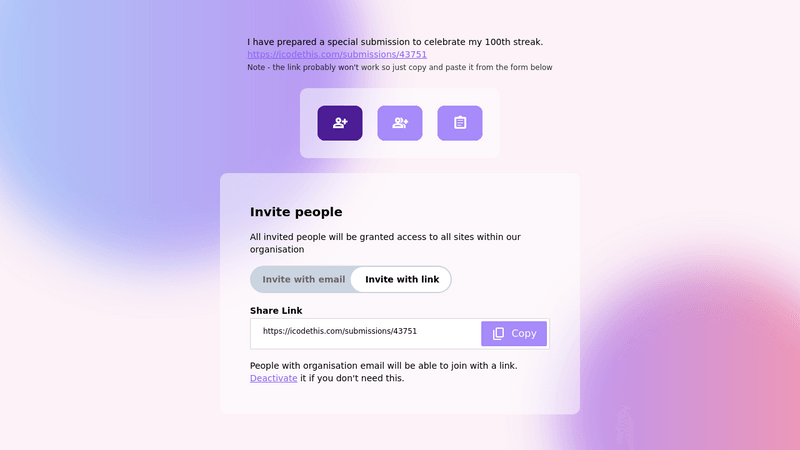 I have prepared a special submission to celebrate my 100th streak.
https://icodethis.com/submissions/43751
Note - the link probably won't work so just copy and paste it from the form below
Invite people
All invited people will be granted access to all sites within our
organisation
Invite with email
Invite with link
Share Link
https://icodethis.com/submissions/43751
Copy
People with organisation email will be able to join with a link.
Deactivate it if you don't need this.